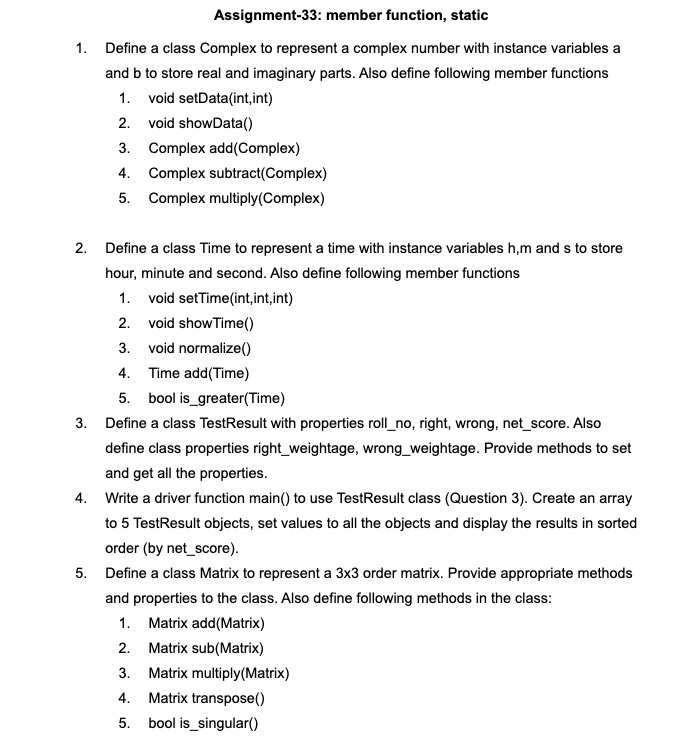 Assignment-33: member function, static
1. Define a class Complex to represent a complex number with instance variables a
and b to store real and imaginary parts. Also define following member functions
1. void setData(int,int)
2. void showData()
3. Complex add(Complex)
4. Complex subtract(Complex)
5. Complex multiply(Complex)
2. Define a class Time to represent a time with instance variables h,m and s to store
hour, minute and second. Also define following member functions
1. void setTime(int,int,int)
2. void showTime()
3. void normalize()
4. Time add(Time)
5. bool is_greater(Time)
3. Define a class TestResult with properties roll_no, right, wrong, net_score. Also
define class properties right_weightage, wrong_weightage. Provide methods to set
and get all the properties.
4. Write a driver function main() to use TestResult class (Question 3). Create an array
to 5 TestResult objects, set values to all the objects and display the results in sorted
order (by net_score).
5. Define a class Matrix to represent a 3x3 order matrix. Provide appropriate methods
and properties to the class. Also define following methods in the class:
1. Matrix add(Matrix)
2. Matrix sub(Matrix)
3. Matrix multiply(Matrix)
4. Matrix transpose()
5. bool is_singular()